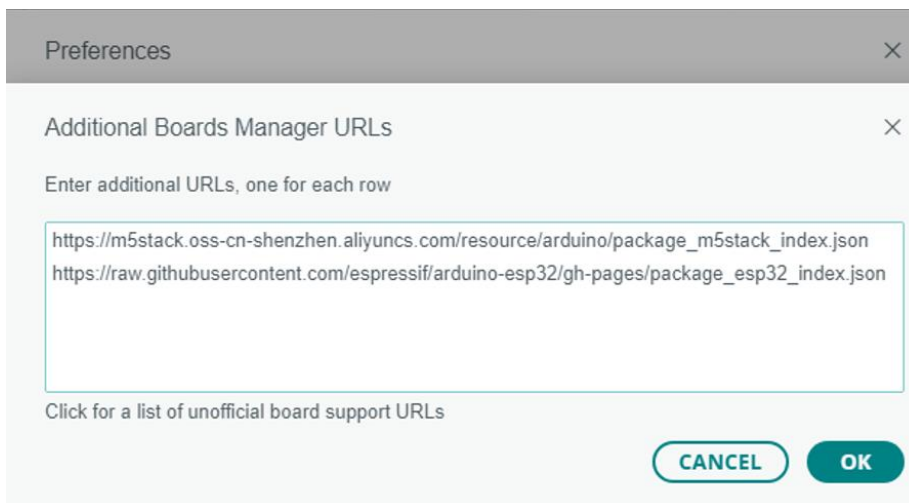 Preferences
Additional Boards Manager URLs
Enter additional URLs, one for each row
https://m5stack.oss-cn-shenzhen.aliyuncs.com/resource/arduino/package_m5stack_index.json
https://raw.githubusercontent.com/espressif/arduino-esp32/gh-pages/package_esp32_index.json
Click for a list of unofficial board support URLs
CANCEL OK